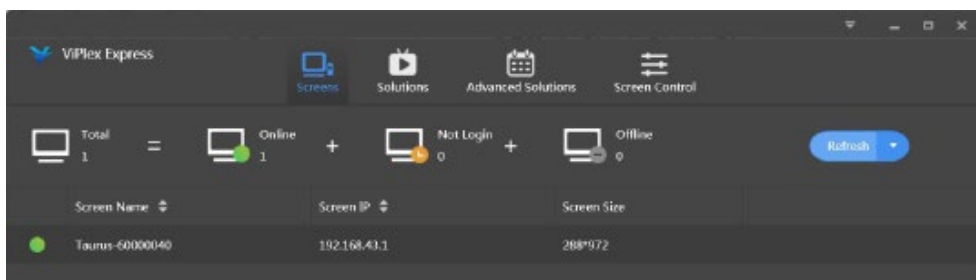 ViPlex Express
Screens Solutions Advanced Solutions Screen Control
Total Online Not Login Offline
1 = 1 + 0 + 0
Refresh
Screen Name Screen IP Screen Size
Taurus-60000040 192.168.43.1 288*972